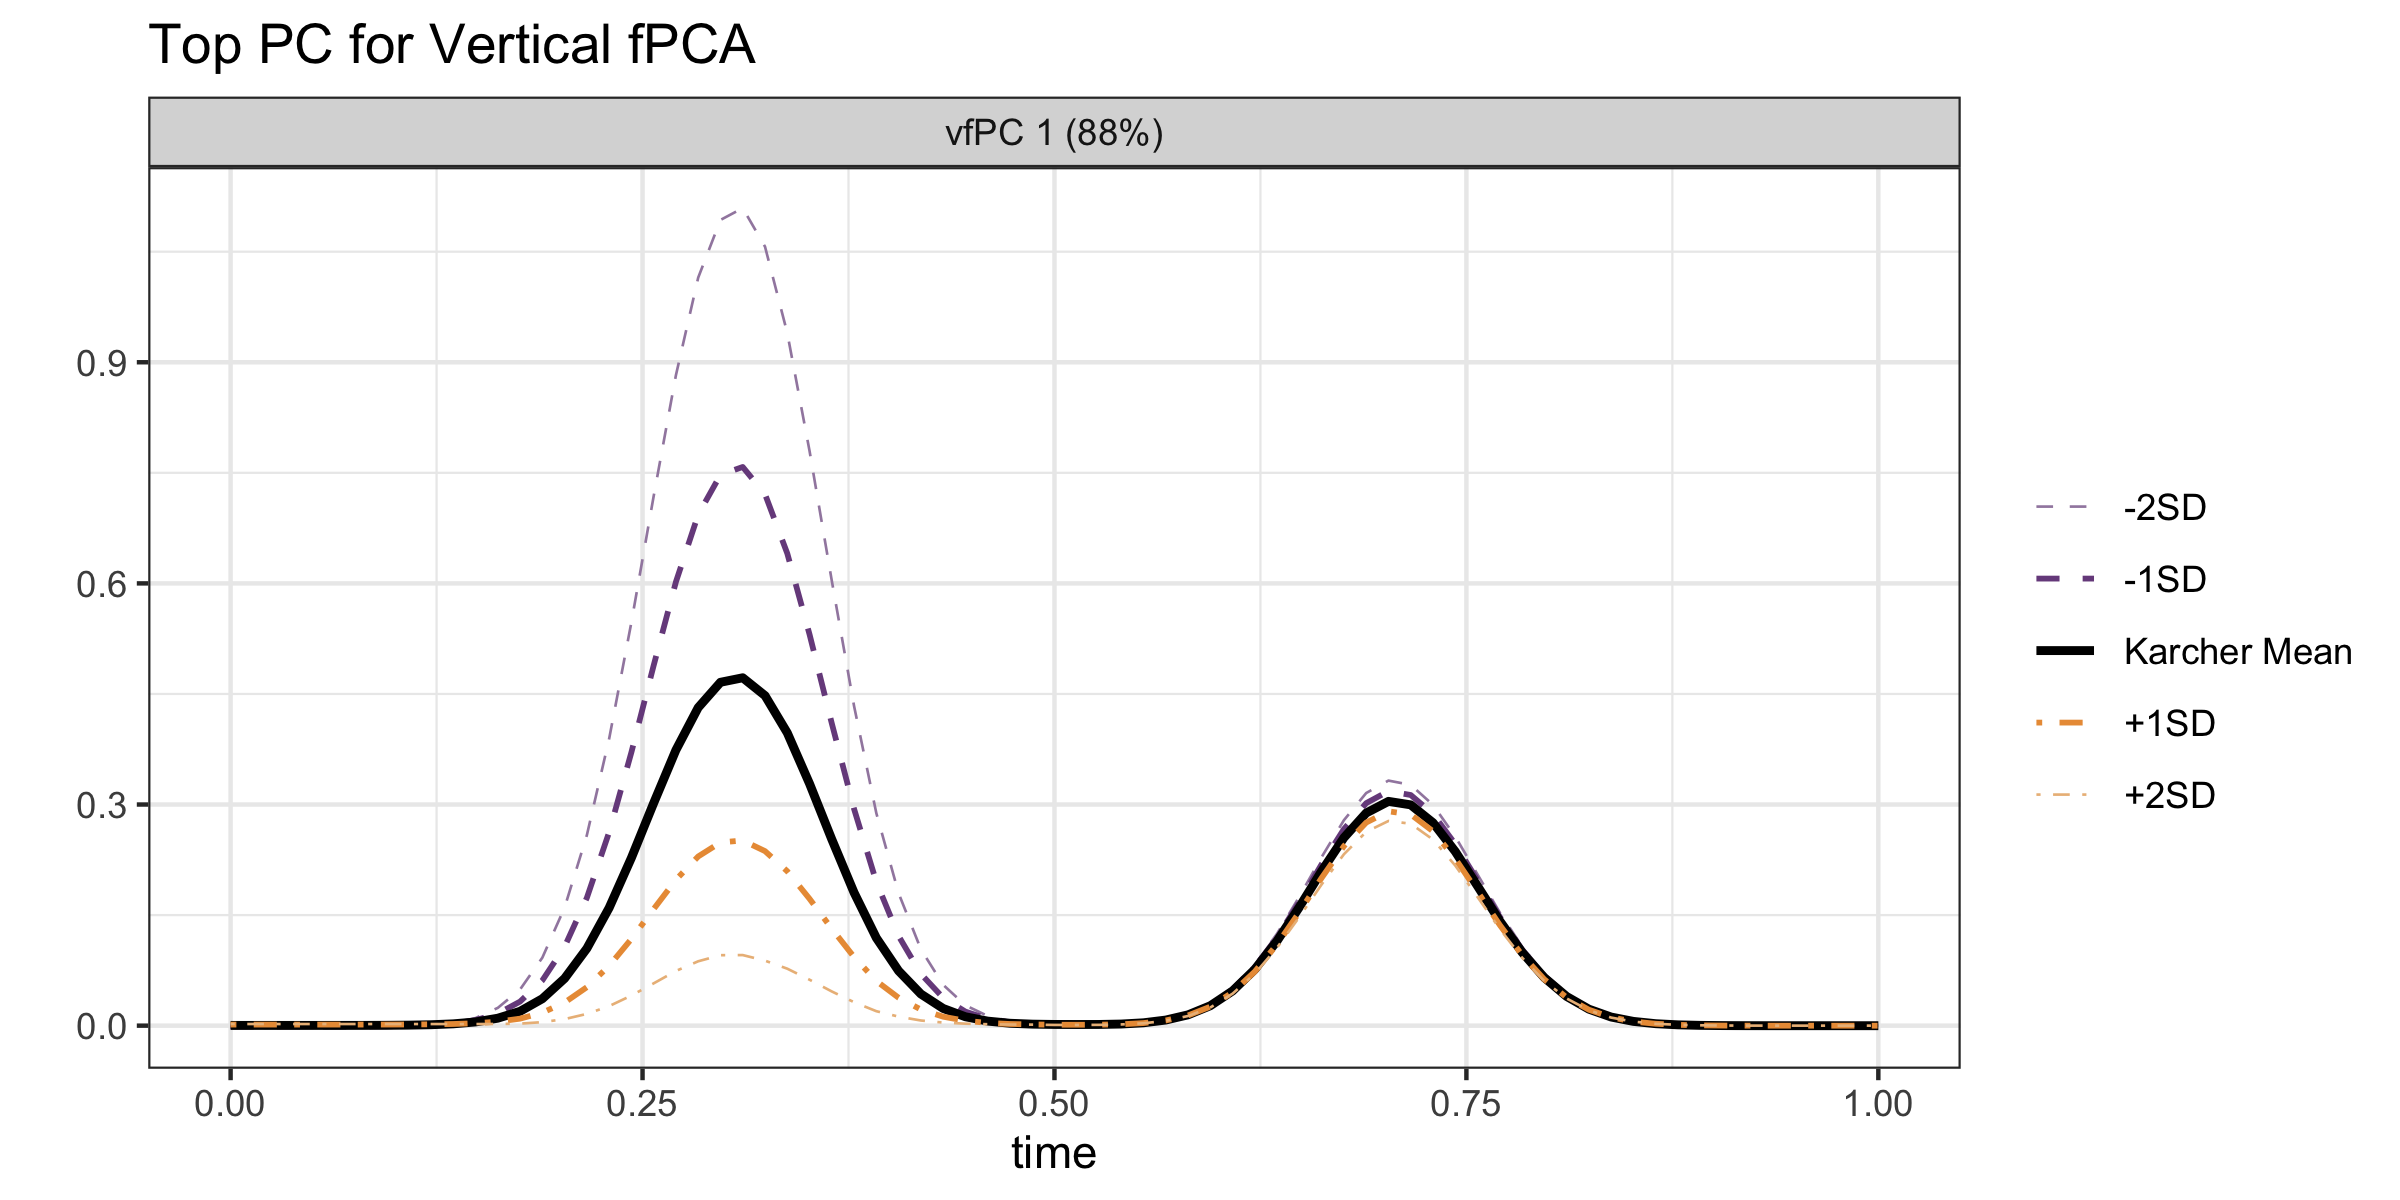 Top PC for Vertical fPCA
vfPC 1 (88%)
0.9
0.6
0.3
0.0
0.00 0.25 0.50 0.75 1.00
time
-2SD
-1SD
Karcher Mean
+1SD
+2SD